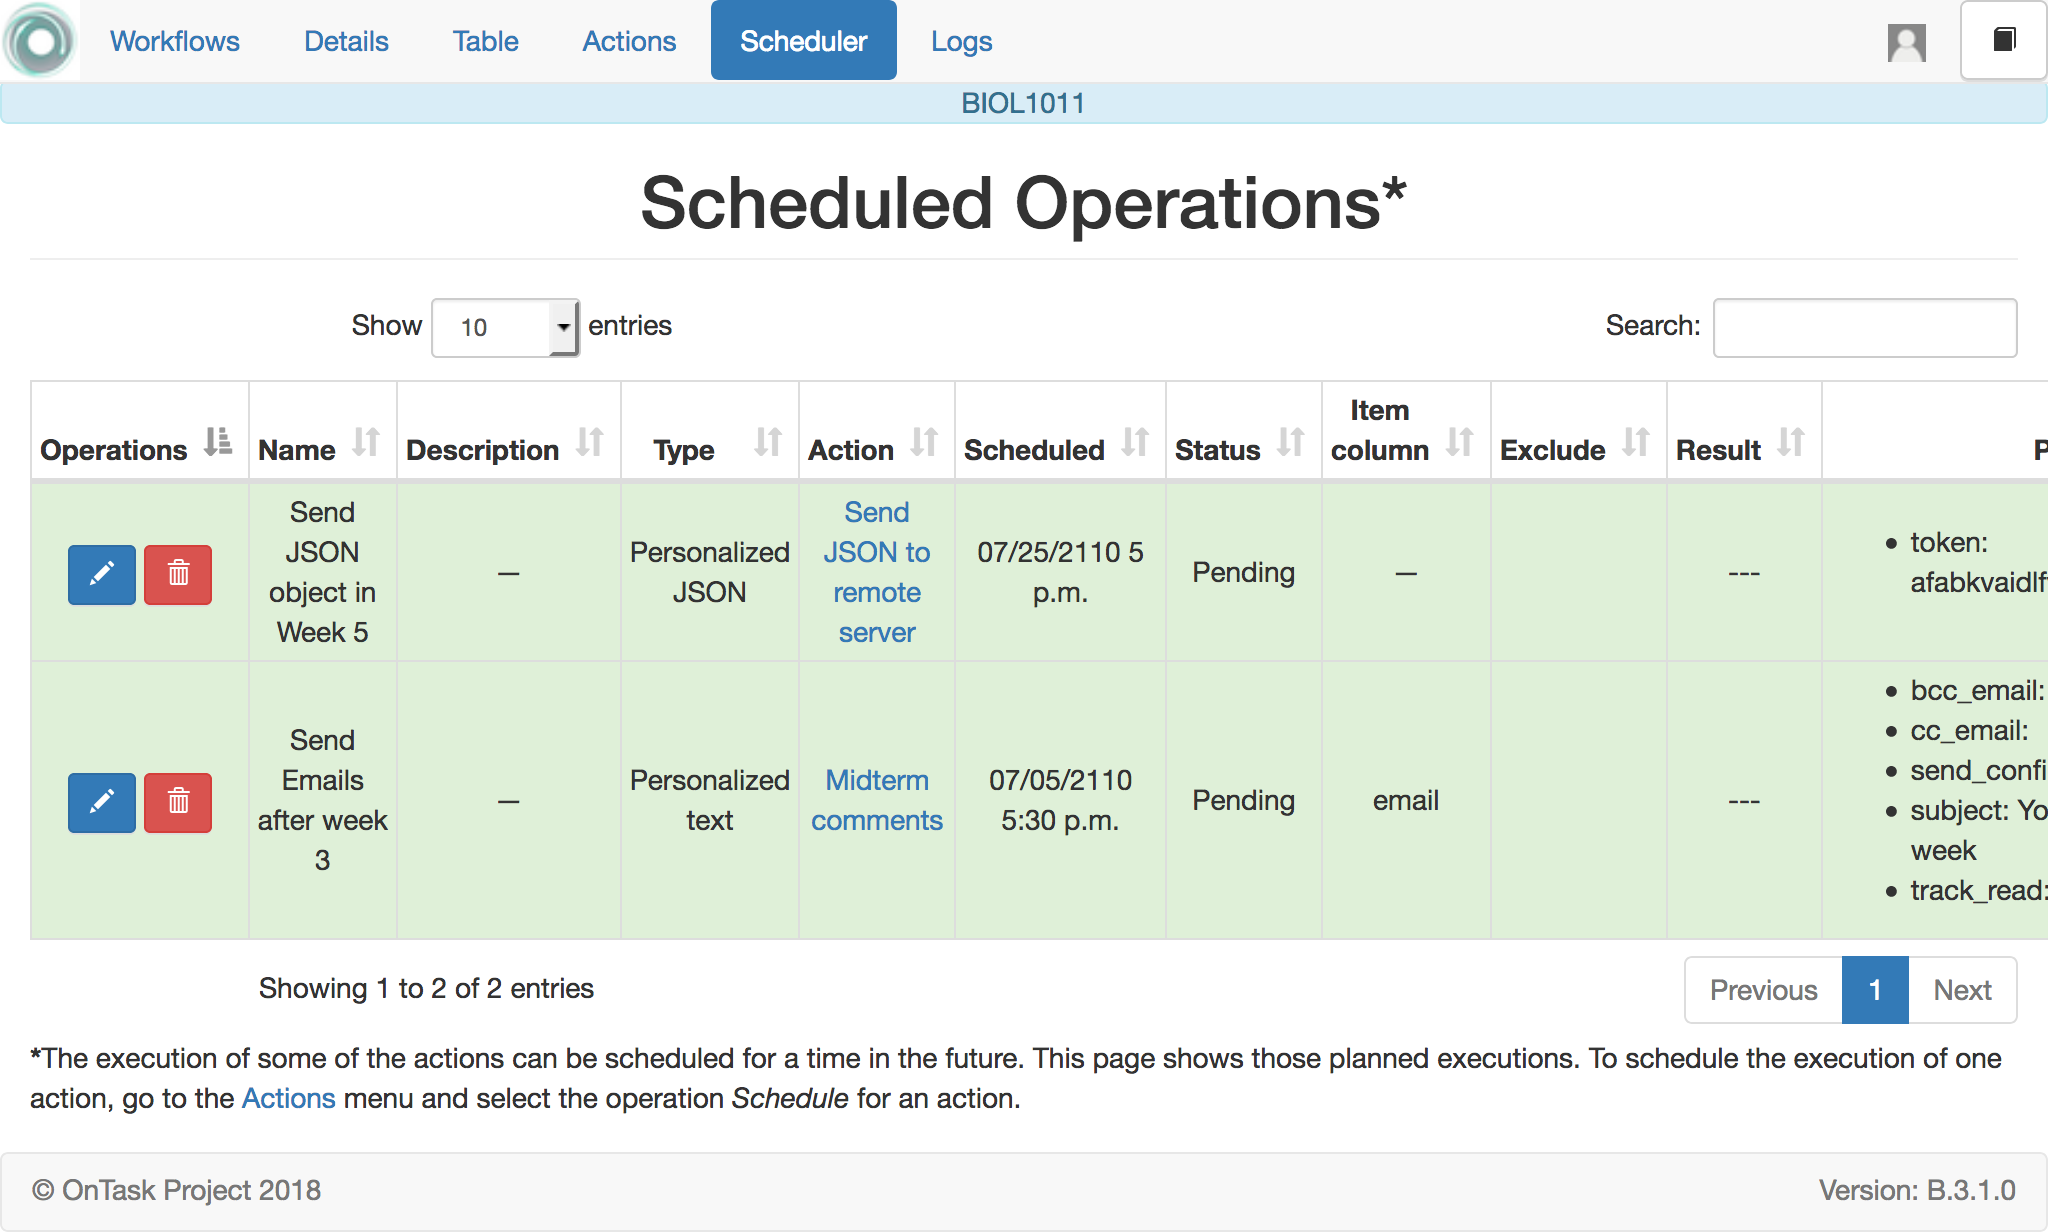 Workflows Details Table Actions Scheduler Logs
BIOL1011
Scheduled Operations*
Show 10 entries Search:
Operations Name Description Type Action Scheduled Status Item column Exclude Result P
Send JSON object in Week 5 — Personalized JSON Send JSON to remote server 07/25/2110 5 p.m. Pending — ---
token:
afabkvaidlf
Send Emails after week 3 — Personalized text Midterm comments 07/05/2110 5:30 p.m. Pending email ---
bcc_email:
cc_email:
send_confi
subject: Yo
week
track_read:
Showing 1 to 2 of 2 entries
Previous 1 Next
*The execution of some of the actions can be scheduled for a time in the future. This page shows those planned executions. To schedule the execution of one
action, go to the Actions menu and select the operation Schedule for an action.
© OnTask Project 2018 Version: B.3.1.0